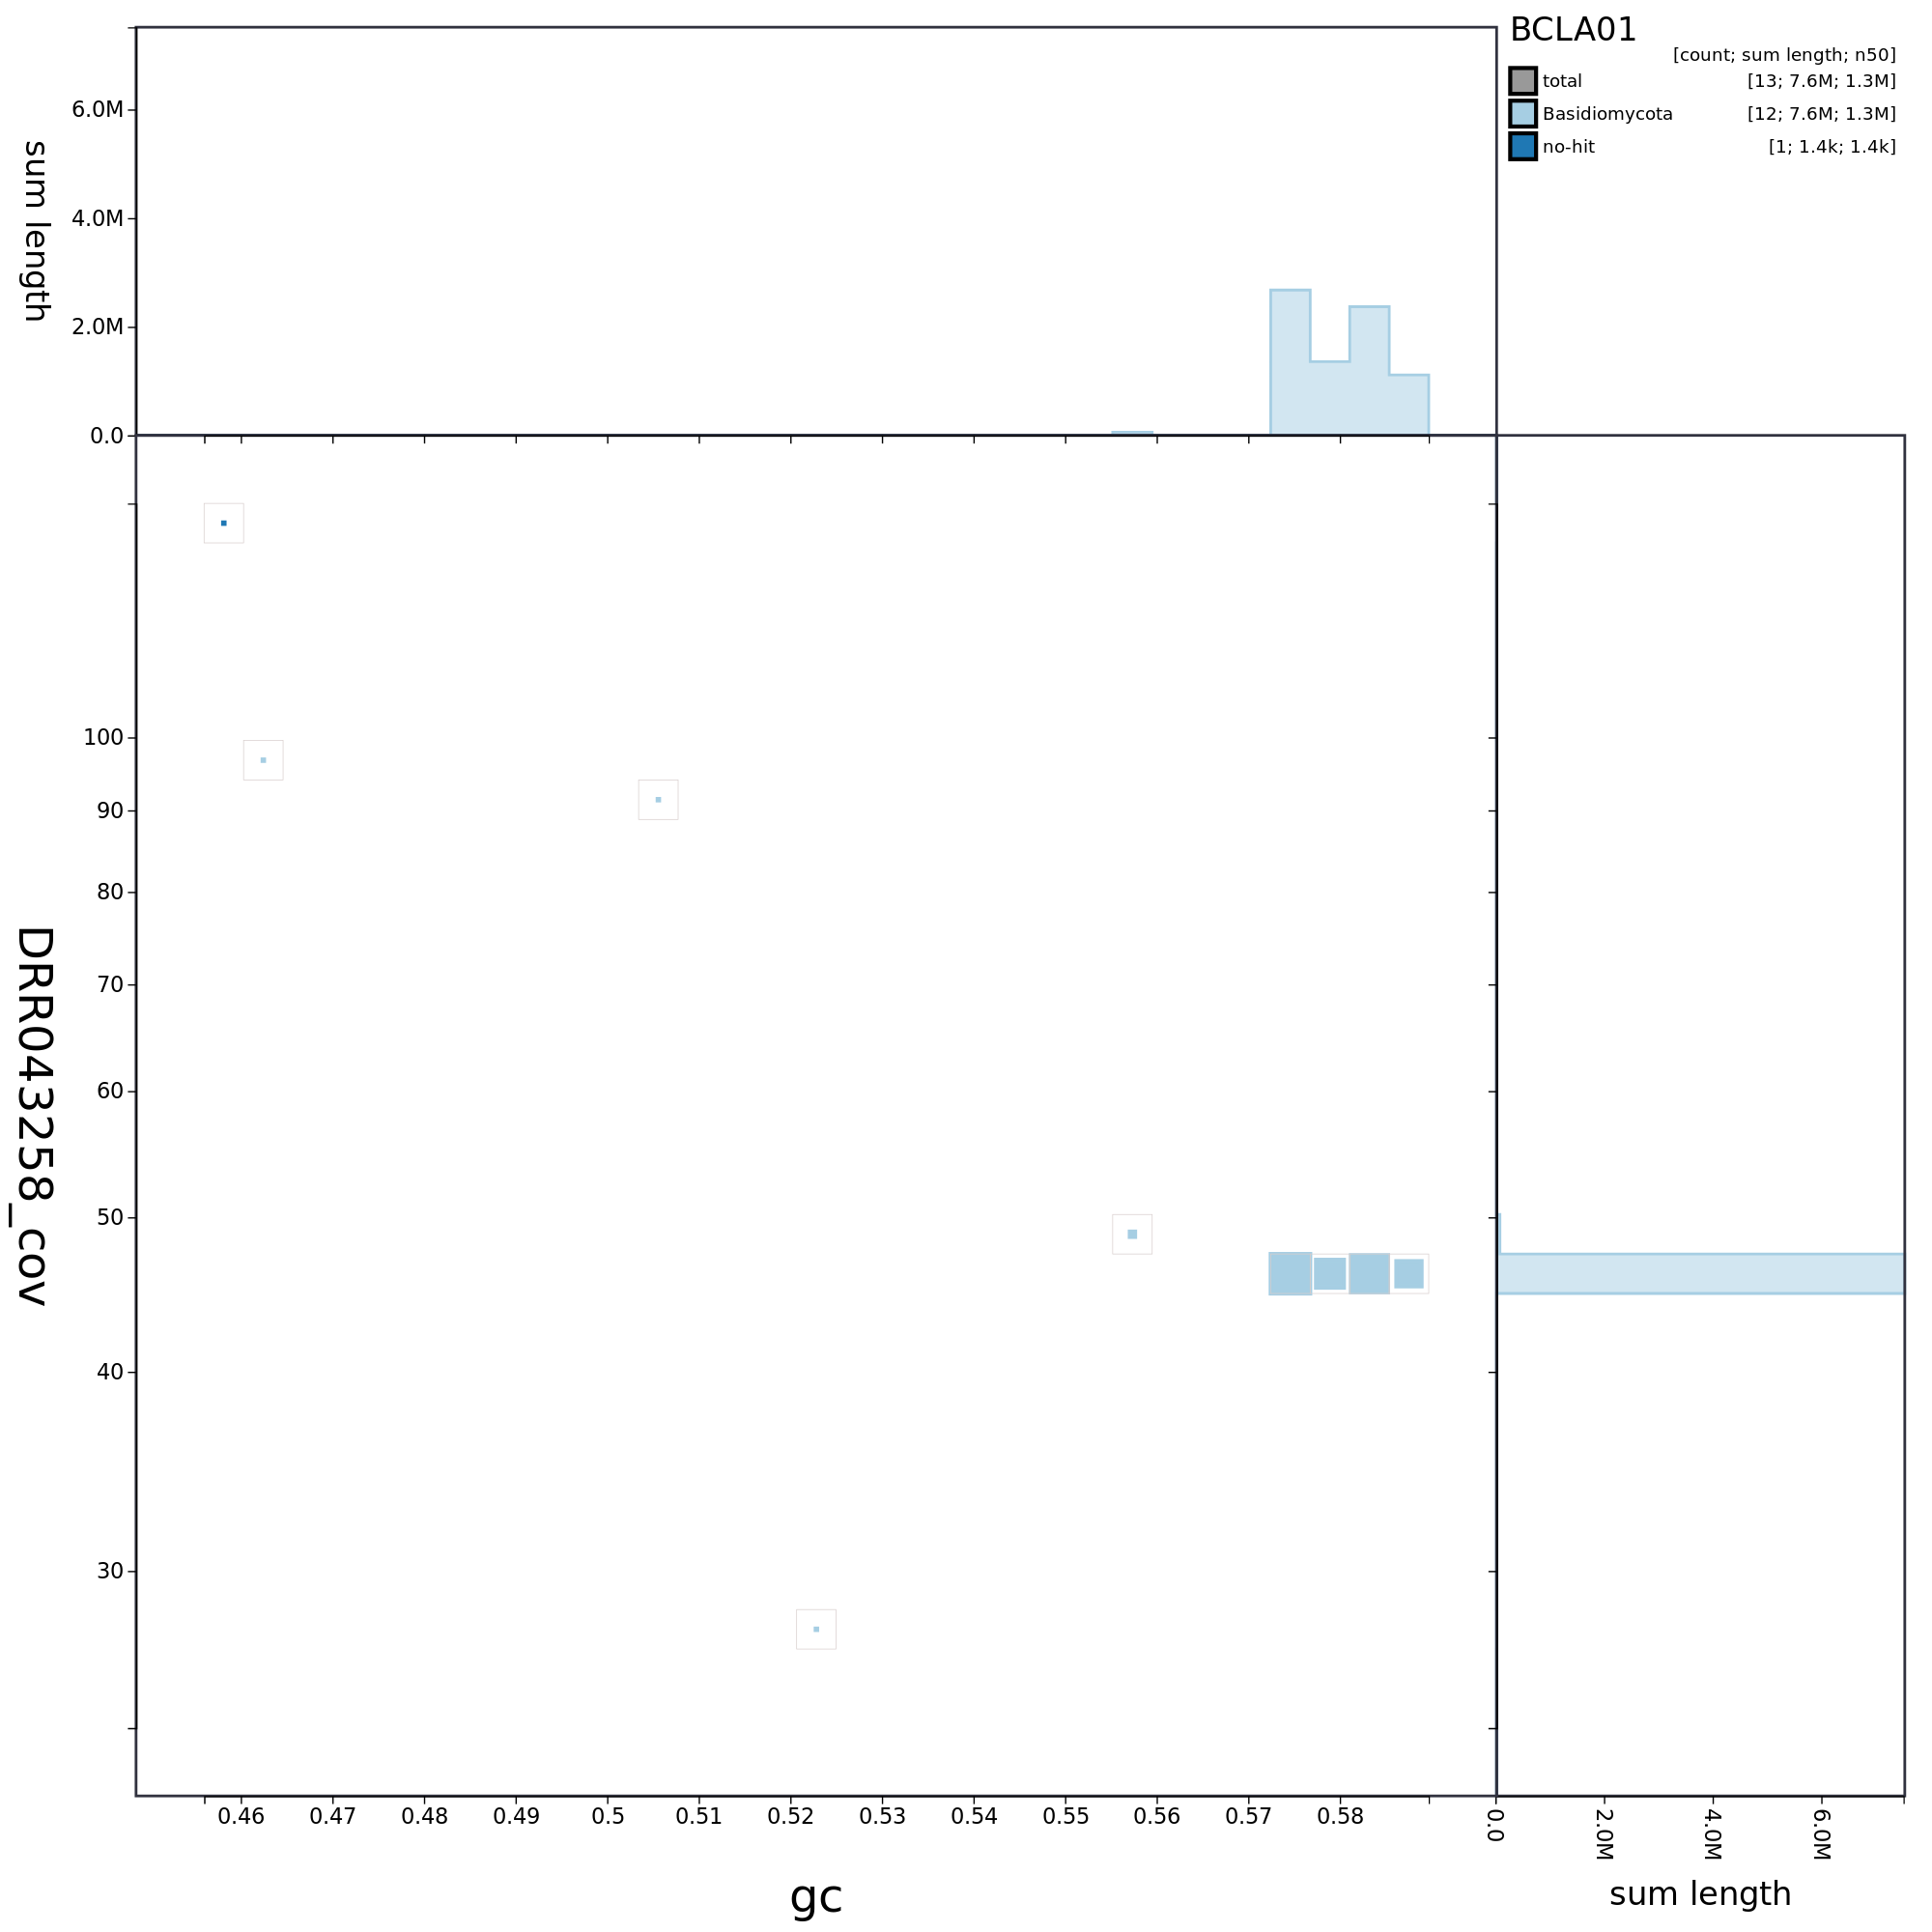 BCLA01
[count; sum length; n50]
total [13; 7.6M; 1.3M]
Basidiomycota [12; 7.6M; 1.3M]
no-hit [1; 1.4k; 1.4k]
sum length
6.0M
4.0M
2.0M
0.0
DRR043258_cov
100
90
80
70
60
50
40
30
0.46 0.47 0.48 0.49 0.5 0.51 0.52 0.53 0.54 0.55 0.56 0.57 0.58
gc
0.0 2.0M 4.0M 6.0M
sum length